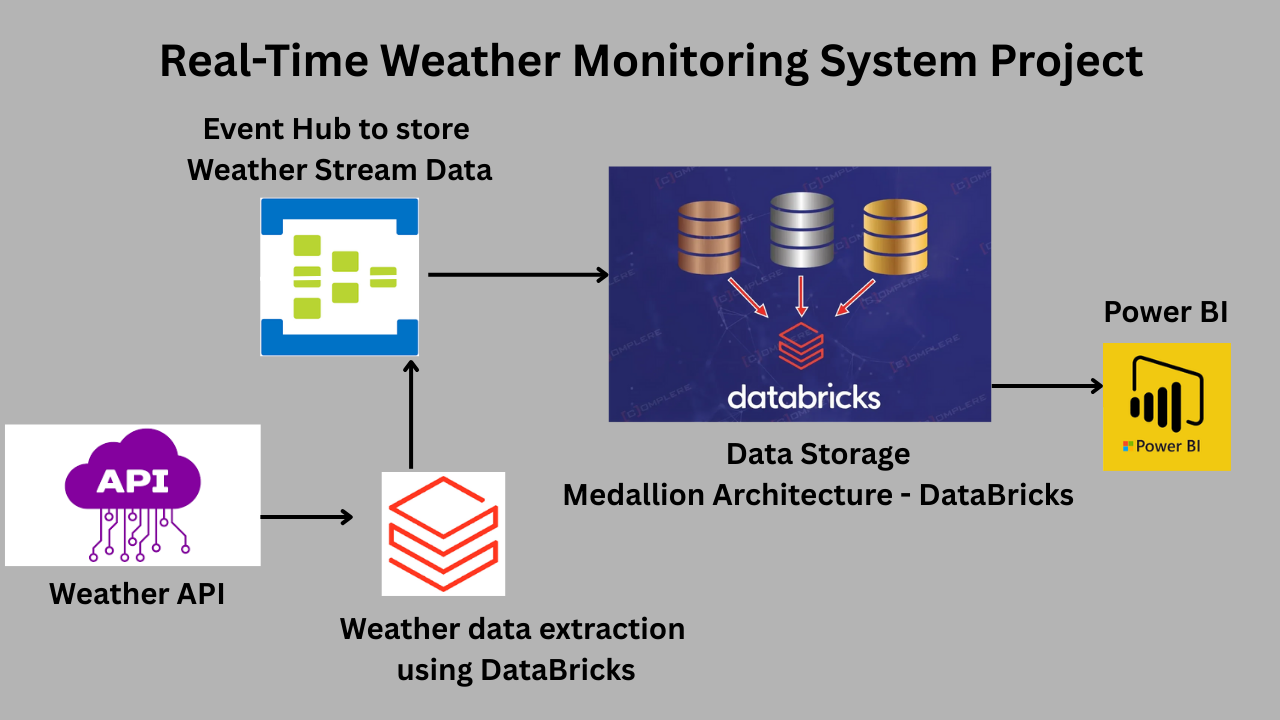 Real-Time Weather Monitoring System Project
Event Hub to store
Weather Stream Data
databricks
Power BI
Power BI
Data Storage
Medallion Architecture - DataBricks
API
Weather API
Weather data extraction
using DataBricks